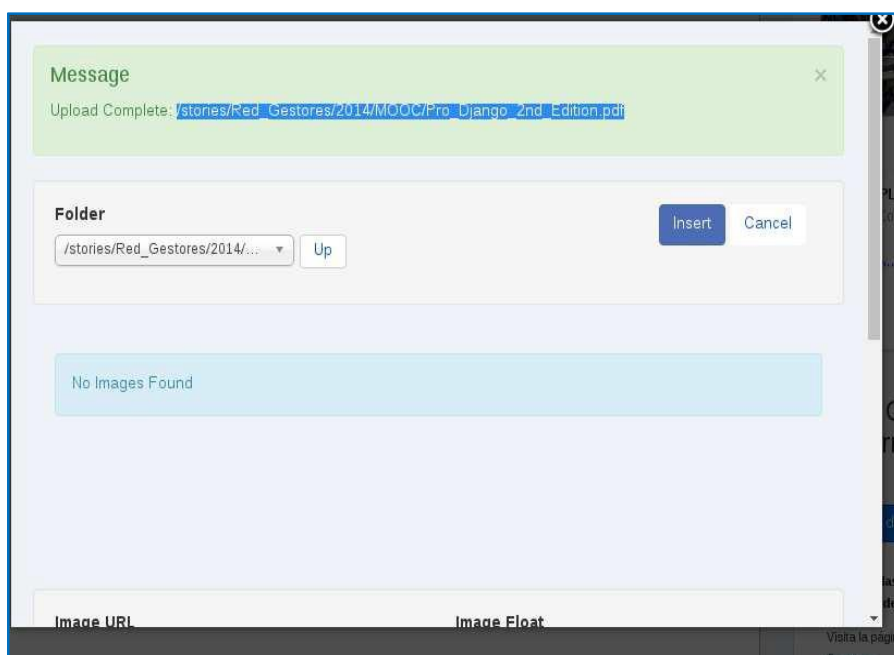 Message
×
Upload Complete: /stories/Red_Gestores/2014/MOOC/Pro_Django_2nd_Edition.pdf
Folder
Insert
Cancel
/stories/Red_Gestores/2014/...
Up
No Images Found
Image URL
Image Float
Visita la pági